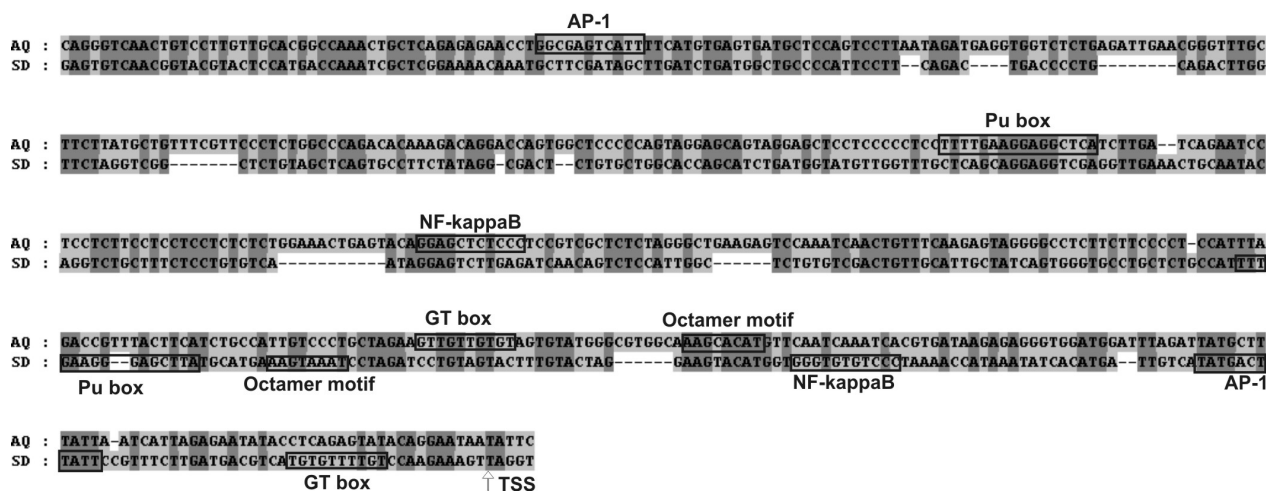 AP-1
AQ : CAGGGTCAACTGTCCTTGTTGCACGGCCAAACTGCTCAGAGAGAACCTGGCGAGTCATTTTCATGTGAGTGATGCTCCAGTCCTTAATAGATGAGGTGGTCTCTGAGATTGAACGGGTTTGC
SD : GAGTGTCAACGGTACGTACTCCATGACCAAATCGCTCGGAAAACAAATGCTTCGATAGCTTGATCTGATGGCTGCCCCATTCCTT--CAGAC----TGACCCCTG--------CAGACTTGG
Pu box
AQ : TTCTTATGCTGTTTCGTTCCCTCTGGCCCAGACACAAAGACAGGACCAGTGGCTCCCCCAGTAGGAGCAGTAGGAGCTCCTCCCCCTCCTTTTGAAGGAGGCTCATCTTGA--TCAGAATCC
SD : TTCTAGGTCGG-------CTCTGTAGCTCAGTGCCTTCTATAGG-CGACT--CTGTGCTGGCACCAGCATCTGATGGTATGTTGGTTTGCTCAGCAGGAGGTCGAGGTTGAAACTGCAATAC
NF-kappaB
AQ : TCCTCTTCCTCCTCCTCTCTCTGGAAACTGAGTACAGGAGCTCTCCCTCCGTCGCTCTCTAGGGCTGAAGAGTCCAAATCAACTGTTTCAAGAGTAGGGGCCTCTTCTTCCCCT-CCATTTA
SD : AGGTCTGCTTTCTCCTGTGTCA-----------ATAGGAGTCTTGAGATCAACAGTCTCCATTGGC------TCTGTGTCGACTGTTGCATTGCTATCAGTGGGTGCCTGCTCTGCCATTTT
GT box
Octamer motif
AQ : GACCGTTTACTTCATCTGCCATTGTCCCTGCTAGAAGTTGTTGTGTAGTGTATGGGCGTGGCAAAGCACATGTTCAATCAAATCACGTGATAAGAGAGGGTGGATGGATTTAGATTATGCTT
SD : GAAGG--GAGCTTATGCATGAAAGTAAATCCTAGATCCTGTAGTACTTTGTACTAG-------GAAGTACATGGTGGGTGTGTCCCTAAAACCATAAATATCACATGA--TTGTCATATGACT
Pu box
Octamer motif
NF-kappaB
AP-1
AQ : TATTA-ATCATTAGAGAATATACCTCAGAGTATACAGGAATAATATTC
SD : TATTCCGTTTCTTGATGACGTCATGTGTTTTGTCCAAGAAAGTTAGGT
GT box
TSS